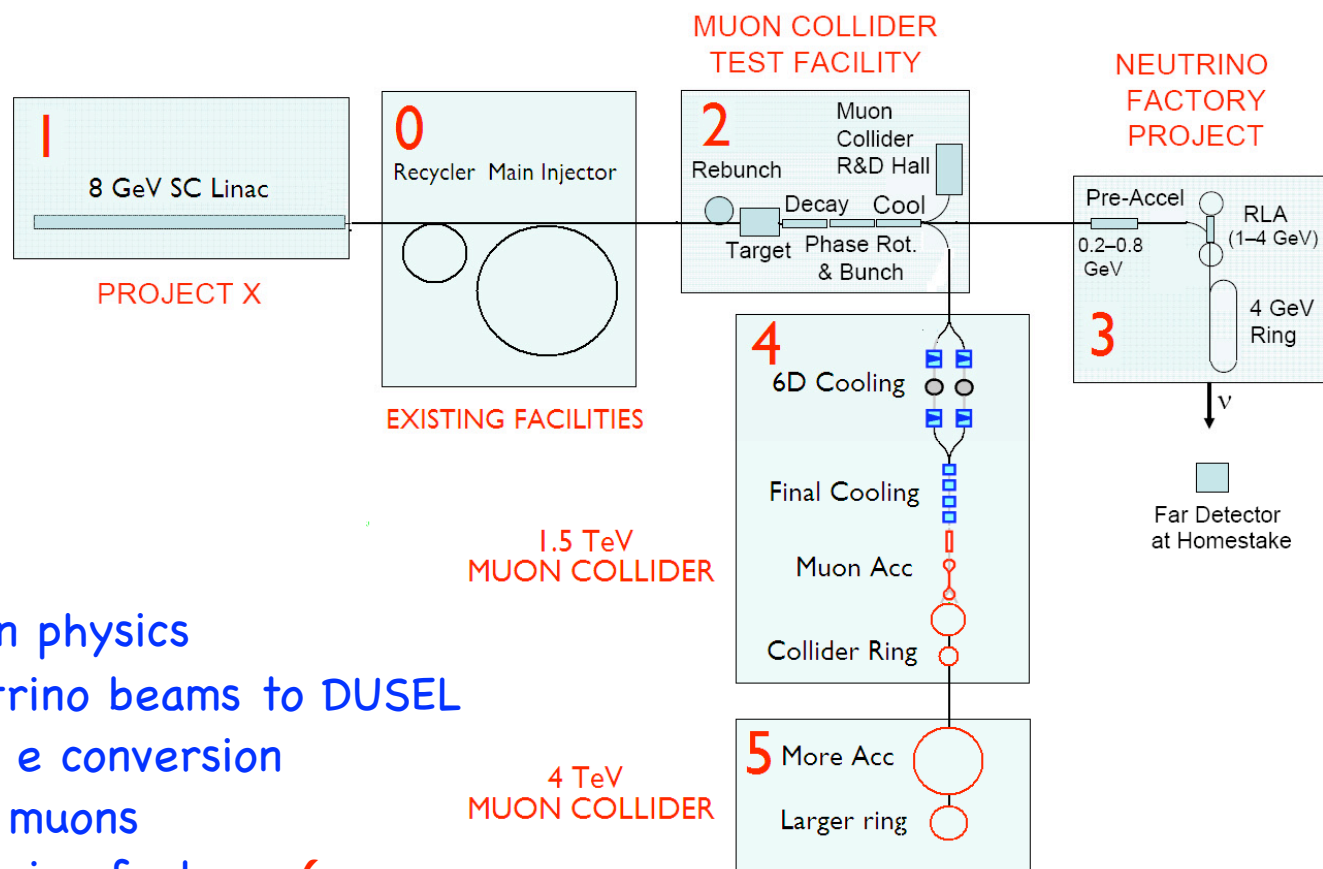 MUON COLLIDER
TEST FACILITY
NEUTRINO
FACTORY
PROJECT
1
8 GeV SC Linac
PROJECT X
0
Recycler Main Injector
EXISTING FACILITIES
2
Muon
Collider
R&D Hall
Rebunch
Decay Cool
Target Phase Rot.
& Bunch
Pre-Accel
0.2–0.8
GeV
RLA
(1–4 GeV)
4 GeV
Ring
3
ν
Far Detector
at Homestake
4
6D Cooling
Final Cooling
Muon Acc
Collider Ring
1.5 TeV
MUON COLLIDER
5
More Acc
Larger ring
4 TeV
MUON COLLIDER
n physics
rino beams to DUSEL
e conversion
muons